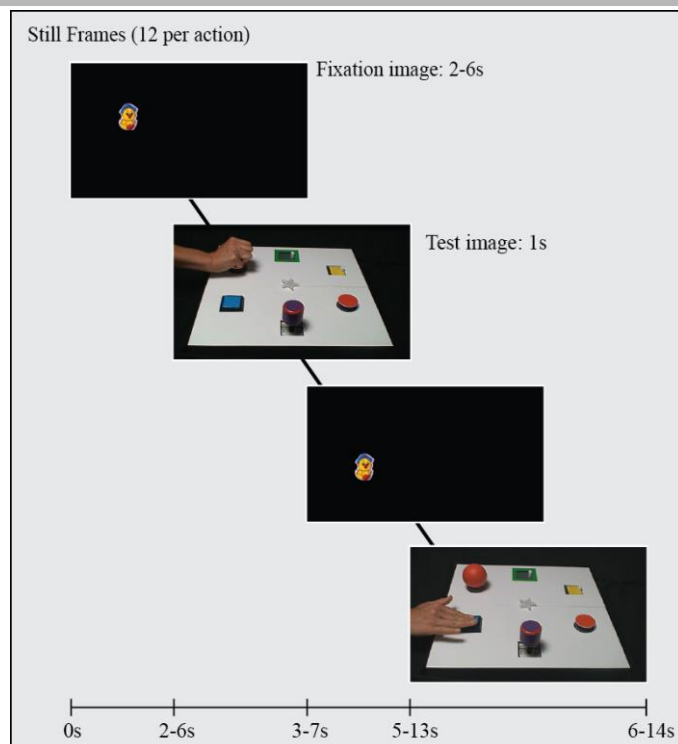 Still Frames (12 per action)
Fixation image: 2-6s
Test image: 1s
0s 2-6s 3-7s 5-13s 6-14s